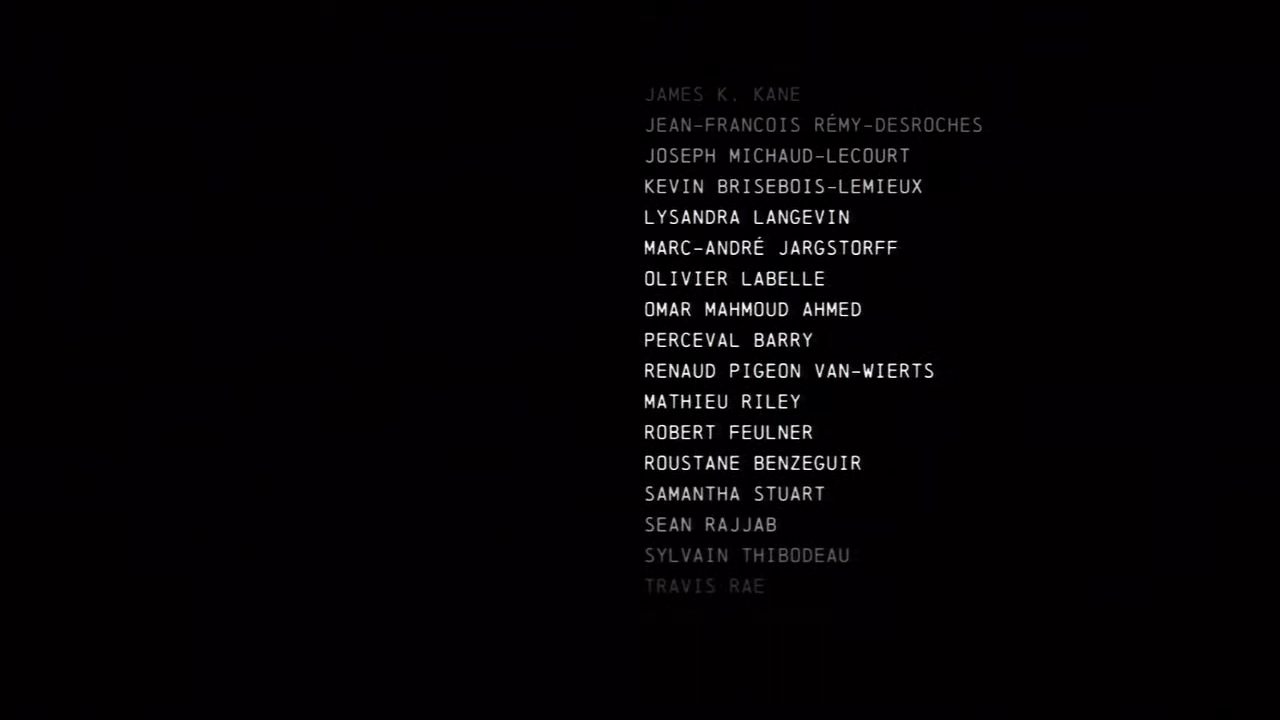 JAMES K. KANE
JEAN-FRANCOIS RÉMY-DESROCHES
JOSEPH MICHAUD-LECOURT
KEVIN BRISEBOIS-LEMIEUX
LYSANDRA LANGEVIN
MARC-ANDRÉ JARGSTORFF
OLIVIER LABELLE
OMAR MAHMOUD AHMED
PERCEVAL BARRY
RENAUD PIGEON VAN-WIERTS
MATHIEU RILEY
ROBERT FEULNER
ROUSTANE BENZEGUIR
SAMANTHA STUART
SEAN RAJJAB
SYLVAIN THIBODEAU
TRAVIS RAE